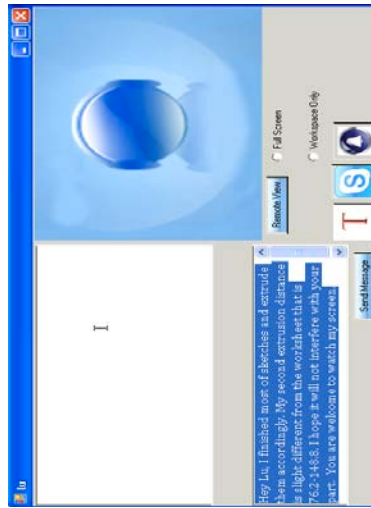 lu
Hey Lu, I finished most of sketches and extrude
them accordingly. My second extrusion distance
is slight different from the worksheet that is
76.2-148.8. I hope it will not interfere with your
part. You are welcome to watch my screen.
Send Message
Remote View
Full Screen
Workspace Only
T
S